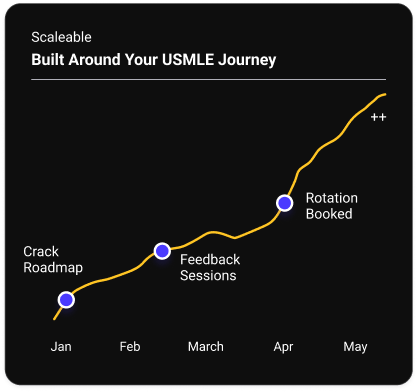 Scaleable
Built Around Your USMLE Journey
++
Rotation
Booked
Crack
Roadmap
Feedback
Sessions
Jan
Feb
March
Apr
May